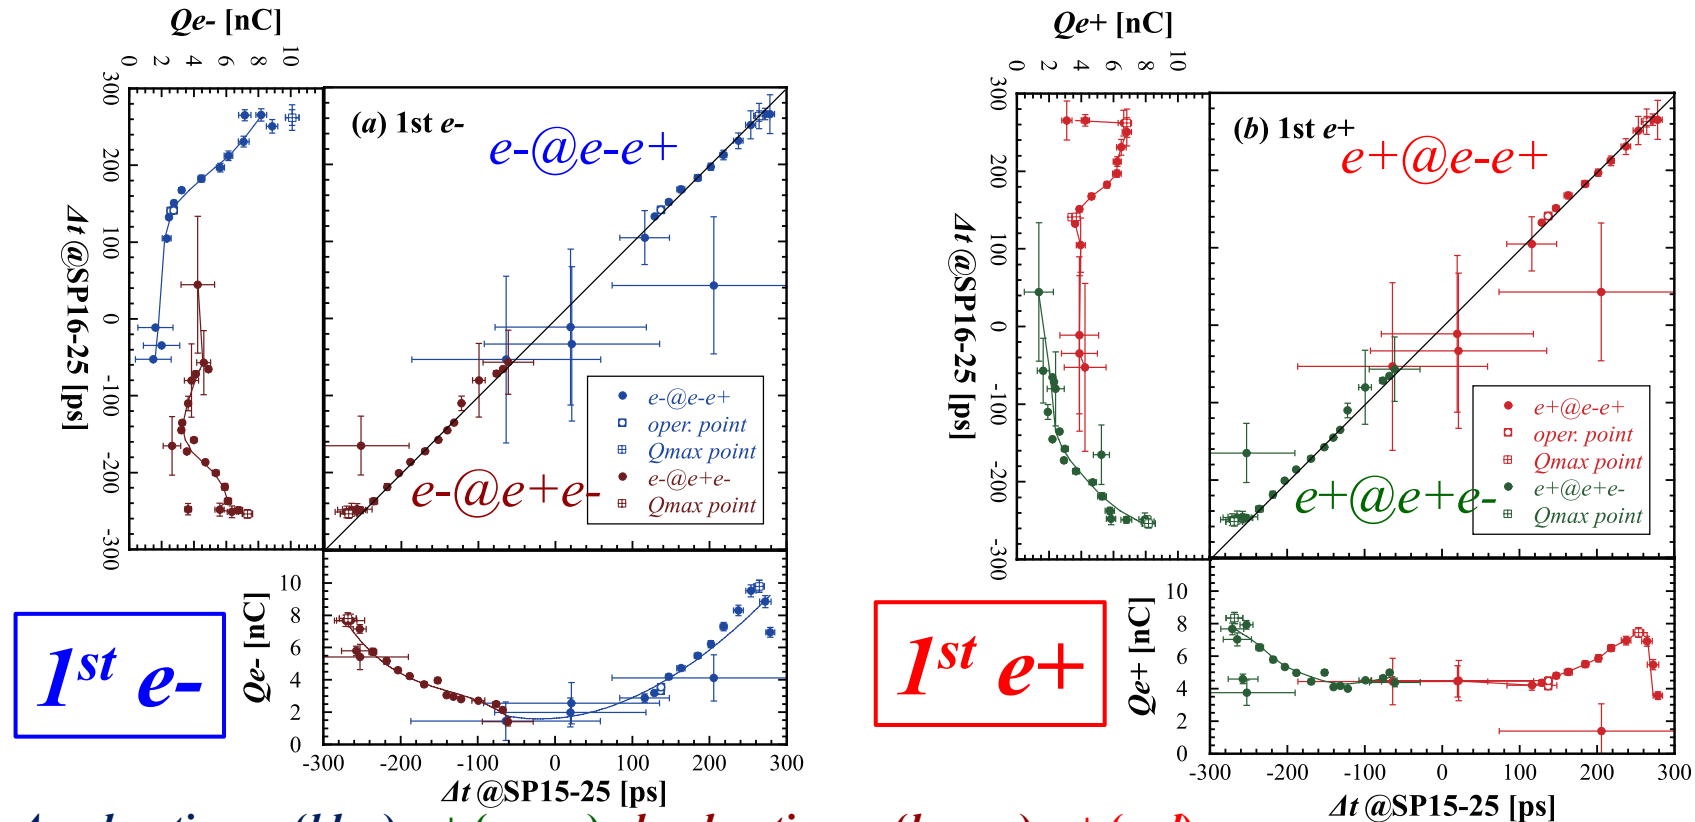 Qe- [nC]
0 2 4 6 8 10
300 200 100 0 -100 -200 -300
Δt @SP16-25 [ps]
(a) 1st e-
e-@e-e+
e-@e+e-
e-@e-e+
oper. point
Qmax point
e-@e+e-
Qmax point
1st e-
Qe- [nC]
10
8
6
4
2
0
-300 -200 -100 0 100 200 300
Δt @SP15-25 [ps]
Qe+ [nC]
0 2 4 6 8 10
300 200 100 0 -100 -200 -300
Δt @SP16-25 [ps]
(b) 1st e+
e+@e-e+
e+@e+e-
e+@e-e+
oper. point
Qmax point
e+@e+e-
Qmax point
1st e+
Qe+ [nC]
10
8
6
4
2
0
-300 -200 -100 0 100 200 300
Δt @SP15-25 [ps]